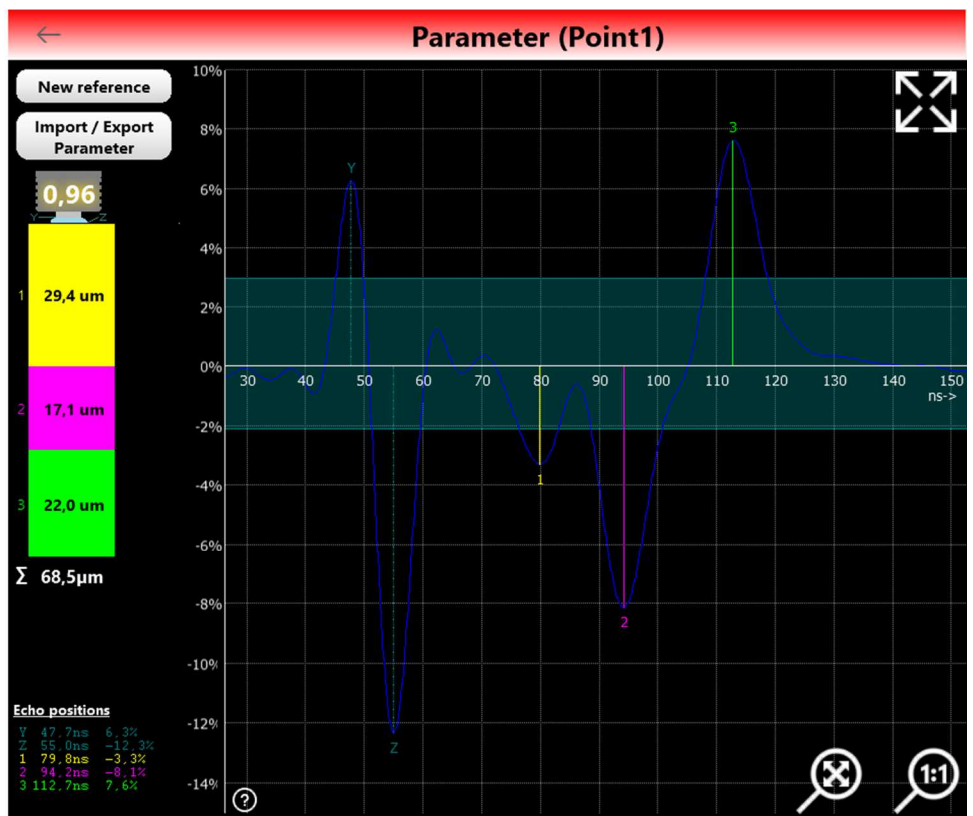 Parameter (Point1)
New reference
Import / Export
Parameter
0,96
Y Z
1 29,4 um
2 17,1 um
3 22,0 um
Σ 68,5µm
Echo positions
Y 47,7ns 6,3%
Z 55,0ns -12,3%
1 79,8ns -3,3%
2 94,2ns -8,1%
3 112,7ns 7,6%
10%
8%
6%
4%
2%
0%
-2%
-4%
-6%
-8%
-10%
-12%
-14%
30 40 50 60 70 80 90 100 110 120 130 140 150
ns->
Y
Z
1
2
3
?
1:1